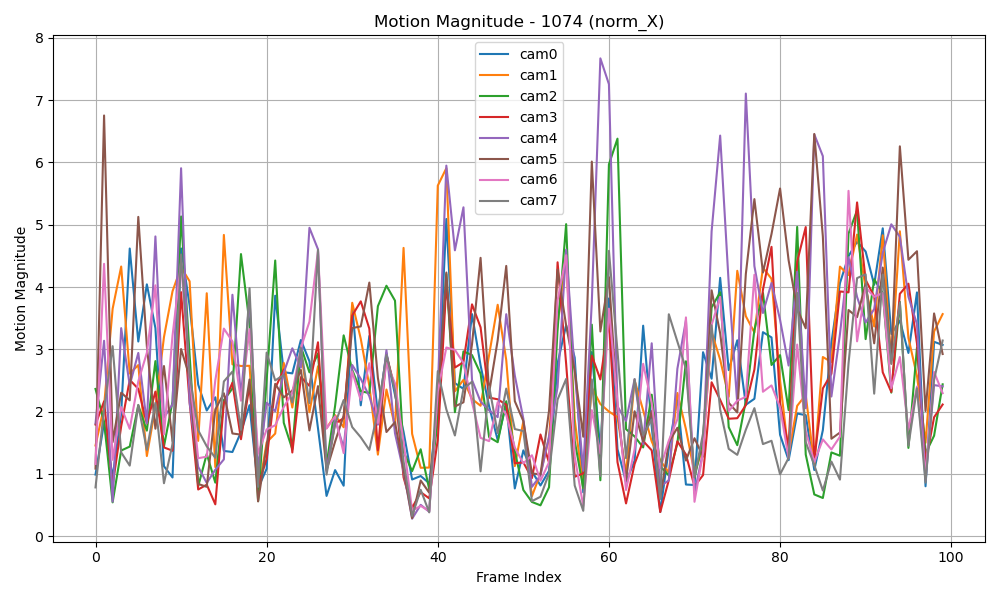 Motion Magnitude - 1074 (norm_X)
8
7
6
5
4
3
2
1
0
Motion Magnitude
cam0
cam1
cam2
cam3
cam4
cam5
cam6
cam7
0 20 40 60 80 100
Frame Index